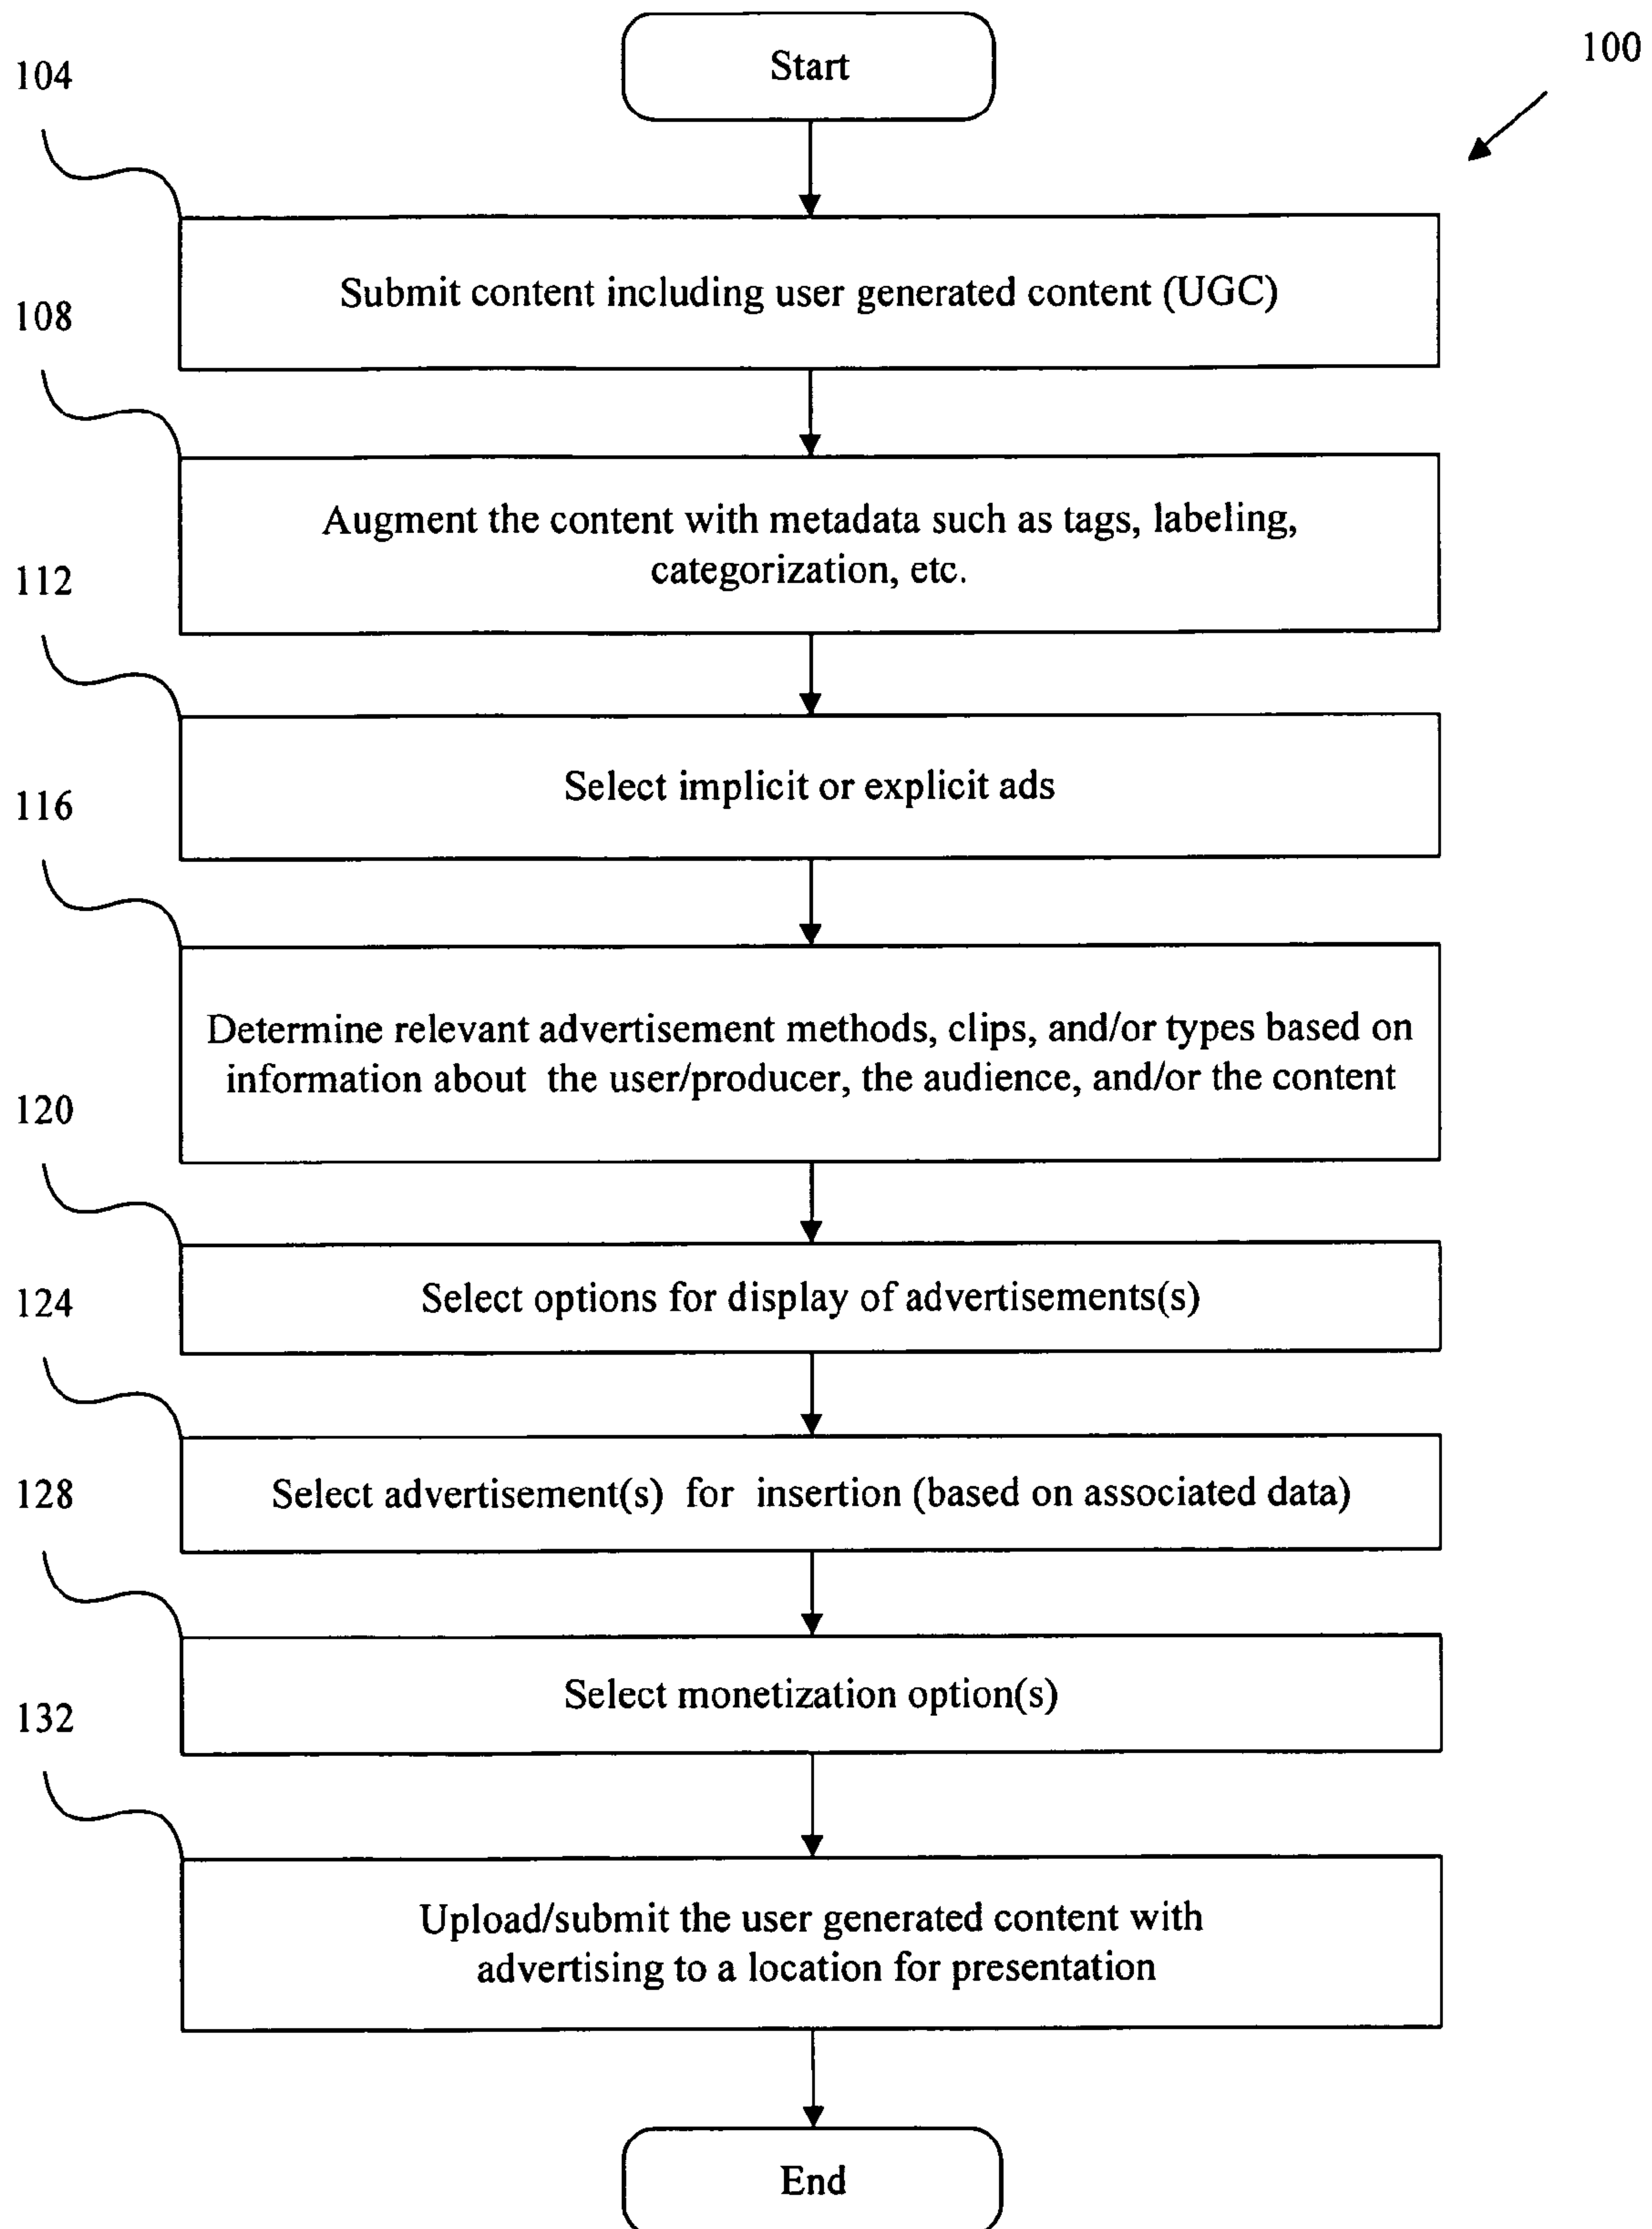 Start
100
104
Submit content including user generated content (UGC)
108
Augment the content with metadata such as tags, labeling,
categorization, etc.
112
Select implicit or explicit ads
116
Determine relevant advertisement methods, clips, and/or types based on
information about the user/producer, the audience, and/or the content
120
Select options for display of advertisements(s)
124
Select advertisement(s) for insertion (based on associated data)
128
Select monetization option(s)
132
Upload/submit the user generated content with
advertising to a location for presentation
End